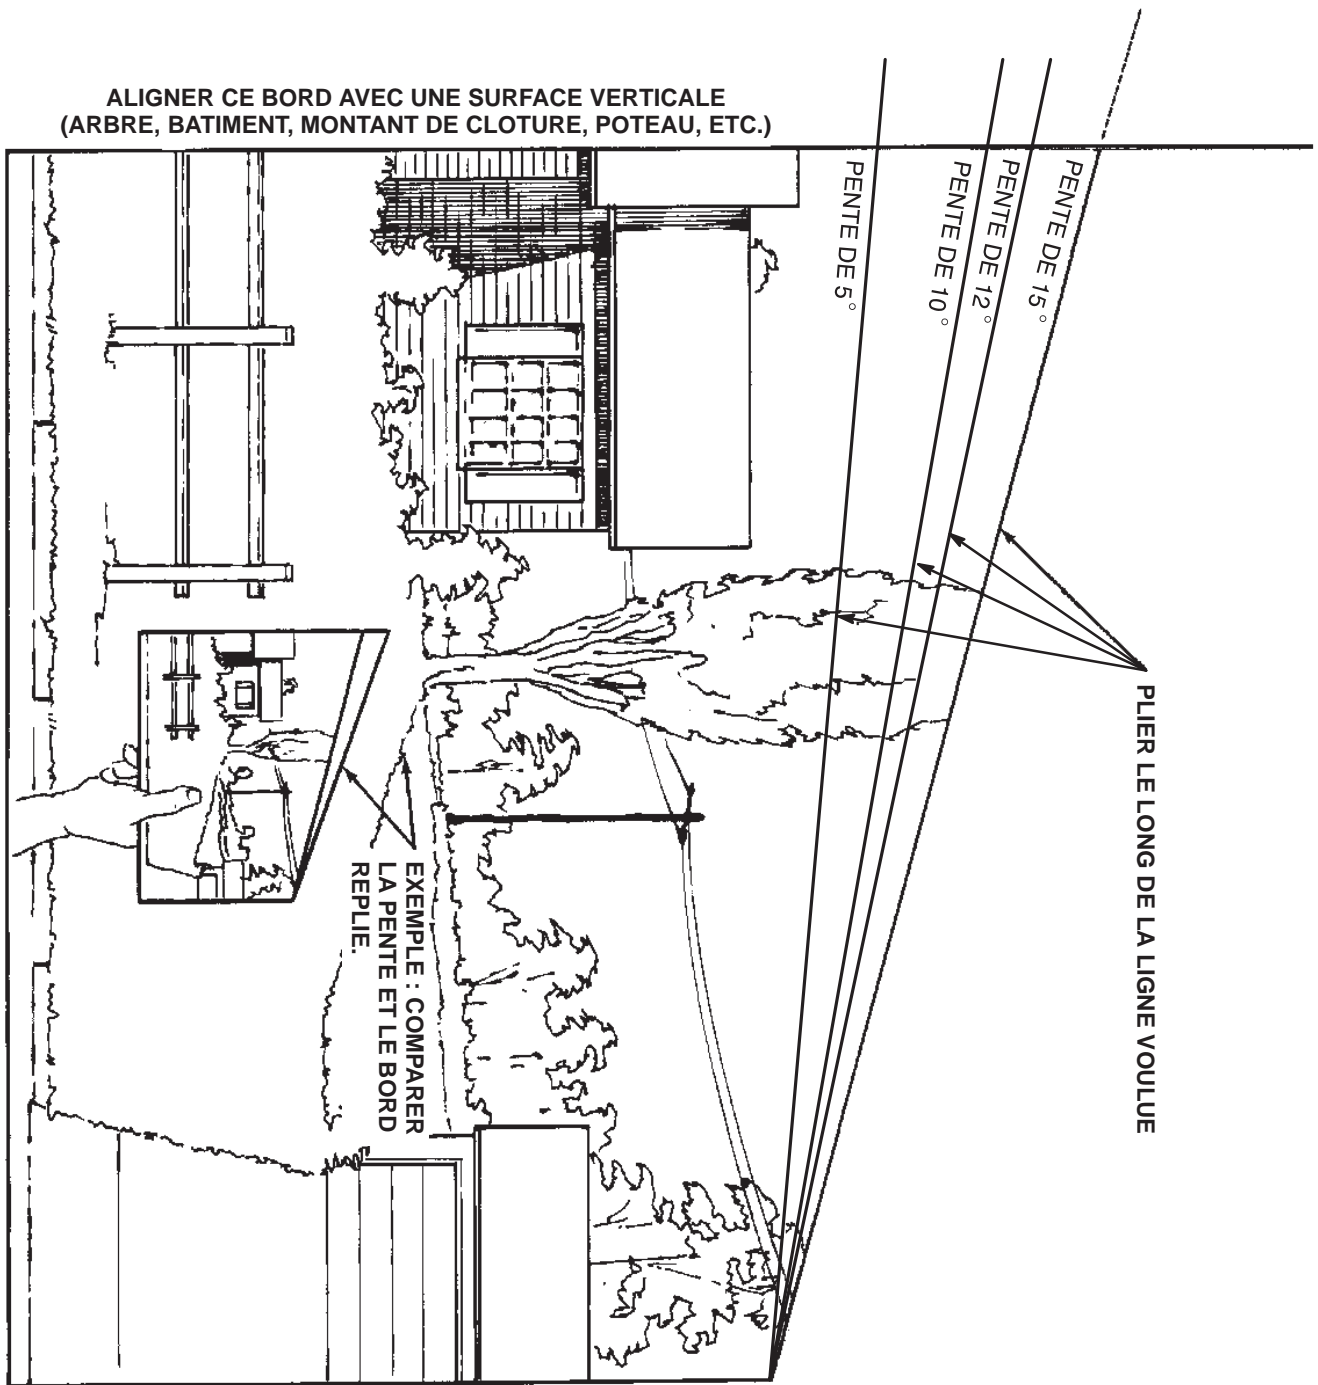 ALIGNER CE BORD AVEC UNE SURFACE VERTICALE
(ARBRE, BATIMENT, MONTANT DE CLOTURE, POTEAU, ETC.)
PENTE DE 5°
PENTE DE 10°
PENTE DE 12°
PENTE DE 15°
PLIER LE LONG DE LA LIGNE VOULUE
EXEMPLE : COMPARER
LA PENTE ET LE BORD
REPLIE.